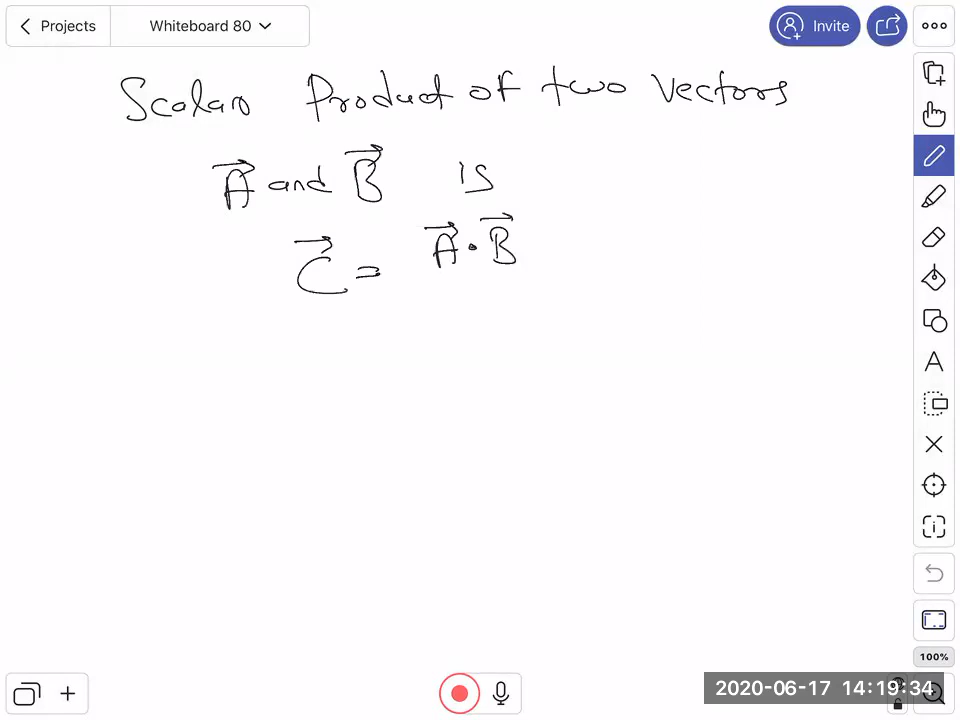 Projects Whiteboard 80 Invite
Scalar Product of two vectors
A⃗ and B⃗ is
C⃗ = A⃗ · B⃗
A
100%
2020-06-17 14:19:34